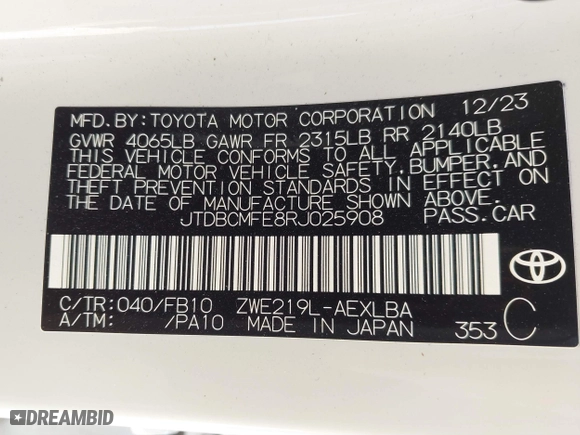 MFD.BY:TOYOTA MOTOR CORPORATION 12/23
GVWR 4065LB GAWR FR 2315LB RR 2140LB
THIS VEHICLE CONFORMS TO ALL APPLICABLE
FEDERAL MOTOR VEHICLE SAFETY,BUMPER,AND
THEFT PREVENTION STANDARDS IN EFFECT ON
THE DATE OF MANUFACTURE SHOWN ABOVE.
JTDBCMFE8RJ025908 PASS.CAR
C/TR:040/FB10 ZWE219L-AEXLBA
A/TM: /PA10 MADE IN JAPAN 353 C
TOYOTA
DREAMBID